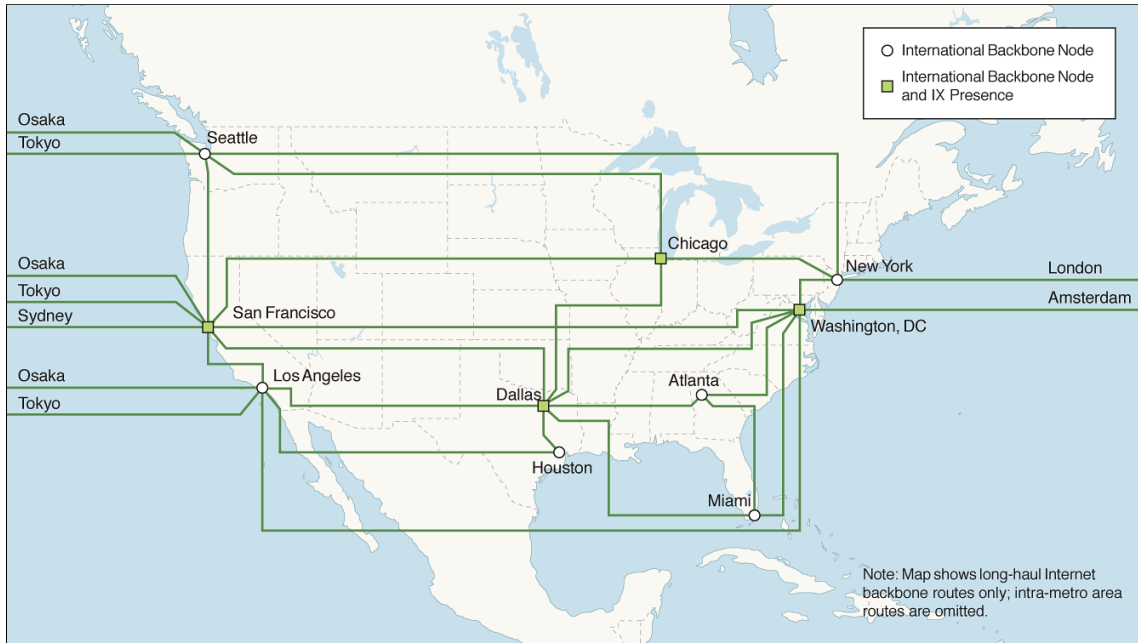 International Backbone Node
International Backbone Node
and IX Presence
Osaka
Tokyo
Seattle
Chicago
New York
London
Osaka
Tokyo
Sydney
San Francisco
Amsterdam
Washington, DC
Osaka
Tokyo
Los Angeles
Dallas
Atlanta
Houston
Miami
Note: Map shows long-haul Internet
backbone routes only; intra-metro area
routes are omitted.